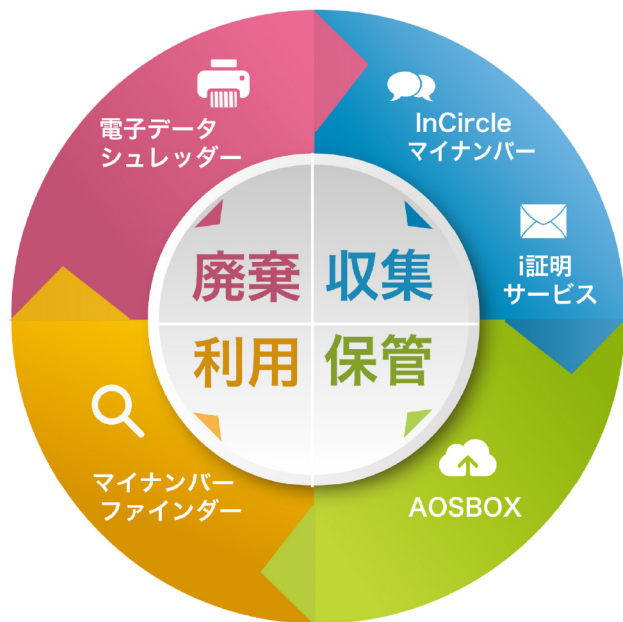 電子データ
シュレッダー
InCircle
マイナンバー
i証明
サービス
廃棄
収集
利用
保管
マイナンバー
ファインダー
AOSBOX